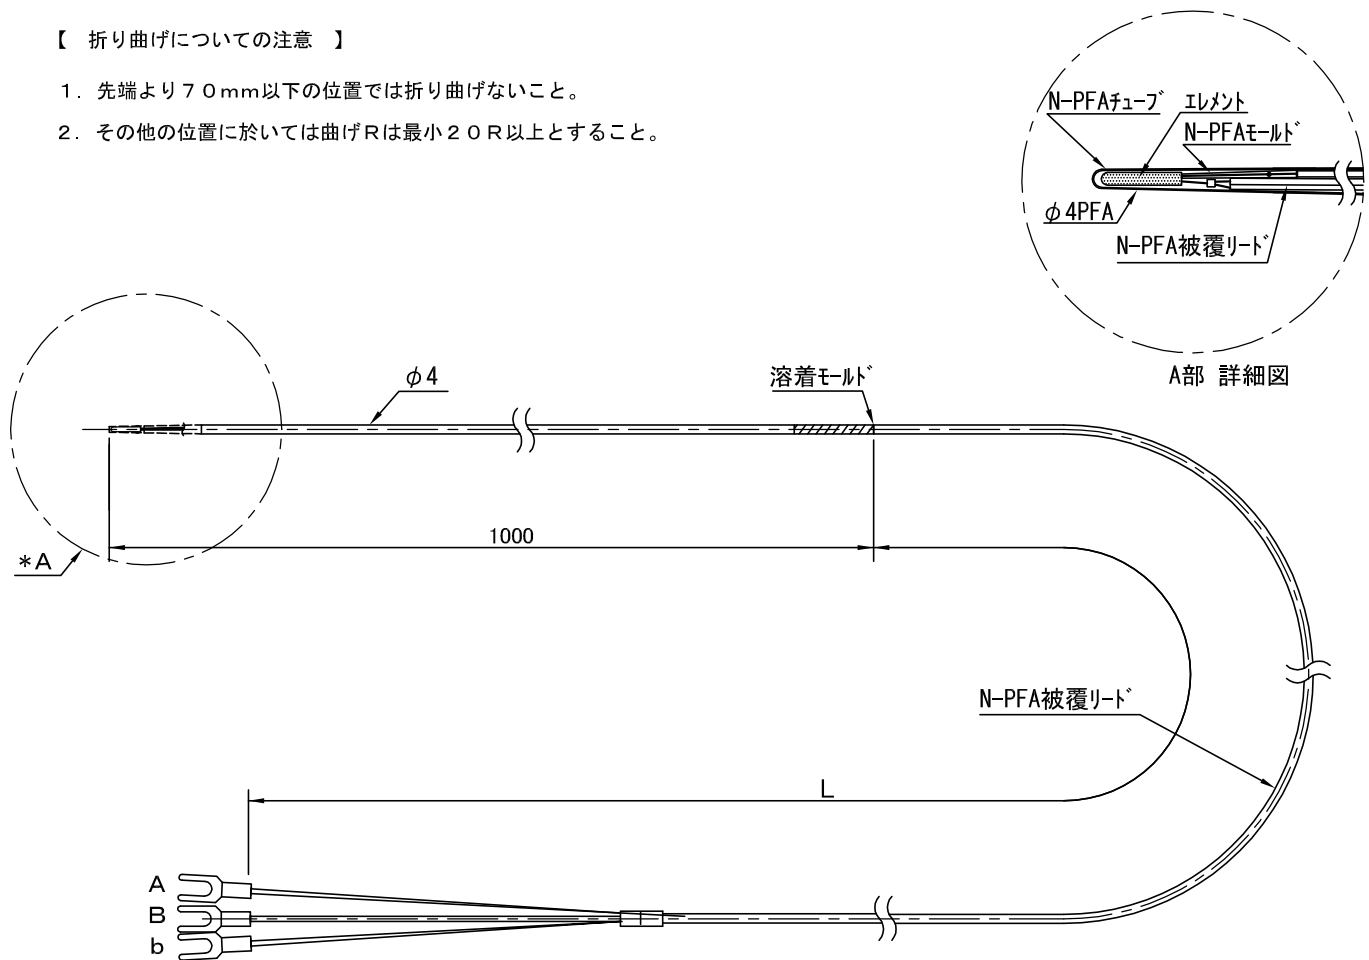 【 折り曲げについての注意 】
1. 先端より70mm以下の位置では折り曲げないこと。
2. その他の位置に於いては曲げRは最小20R以上とすること。
N-PFAﾁｭｰﾌﾞ
ｴﾚﾒﾝﾄ
N-PFAﾓｰﾙﾄﾞ
φ4PFA
N-PFA被覆ﾘｰﾄﾞ
A部 詳細図
φ4
溶着ﾓｰﾙﾄﾞ
1000
*A
N-PFA被覆ﾘｰﾄﾞ
L
A
B
b